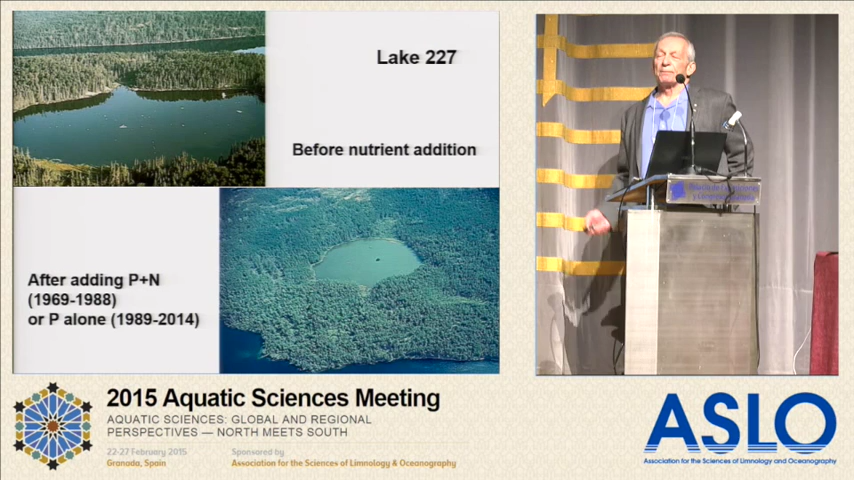 Lake 227
Before nutrient addition
After adding P+N
(1969-1988)
or P alone (1989-2014)
2015 Aquatic Sciences Meeting
AQUATIC SCIENCES: GLOBAL AND REGIONAL
PERSPECTIVES — NORTH MEETS SOUTH
22-27 February 2015
Granada, Spain
Sponsored by
Association for the Sciences of Limnology & Oceanography
ASLO
Association for the Sciences of Limnology and Oceanography